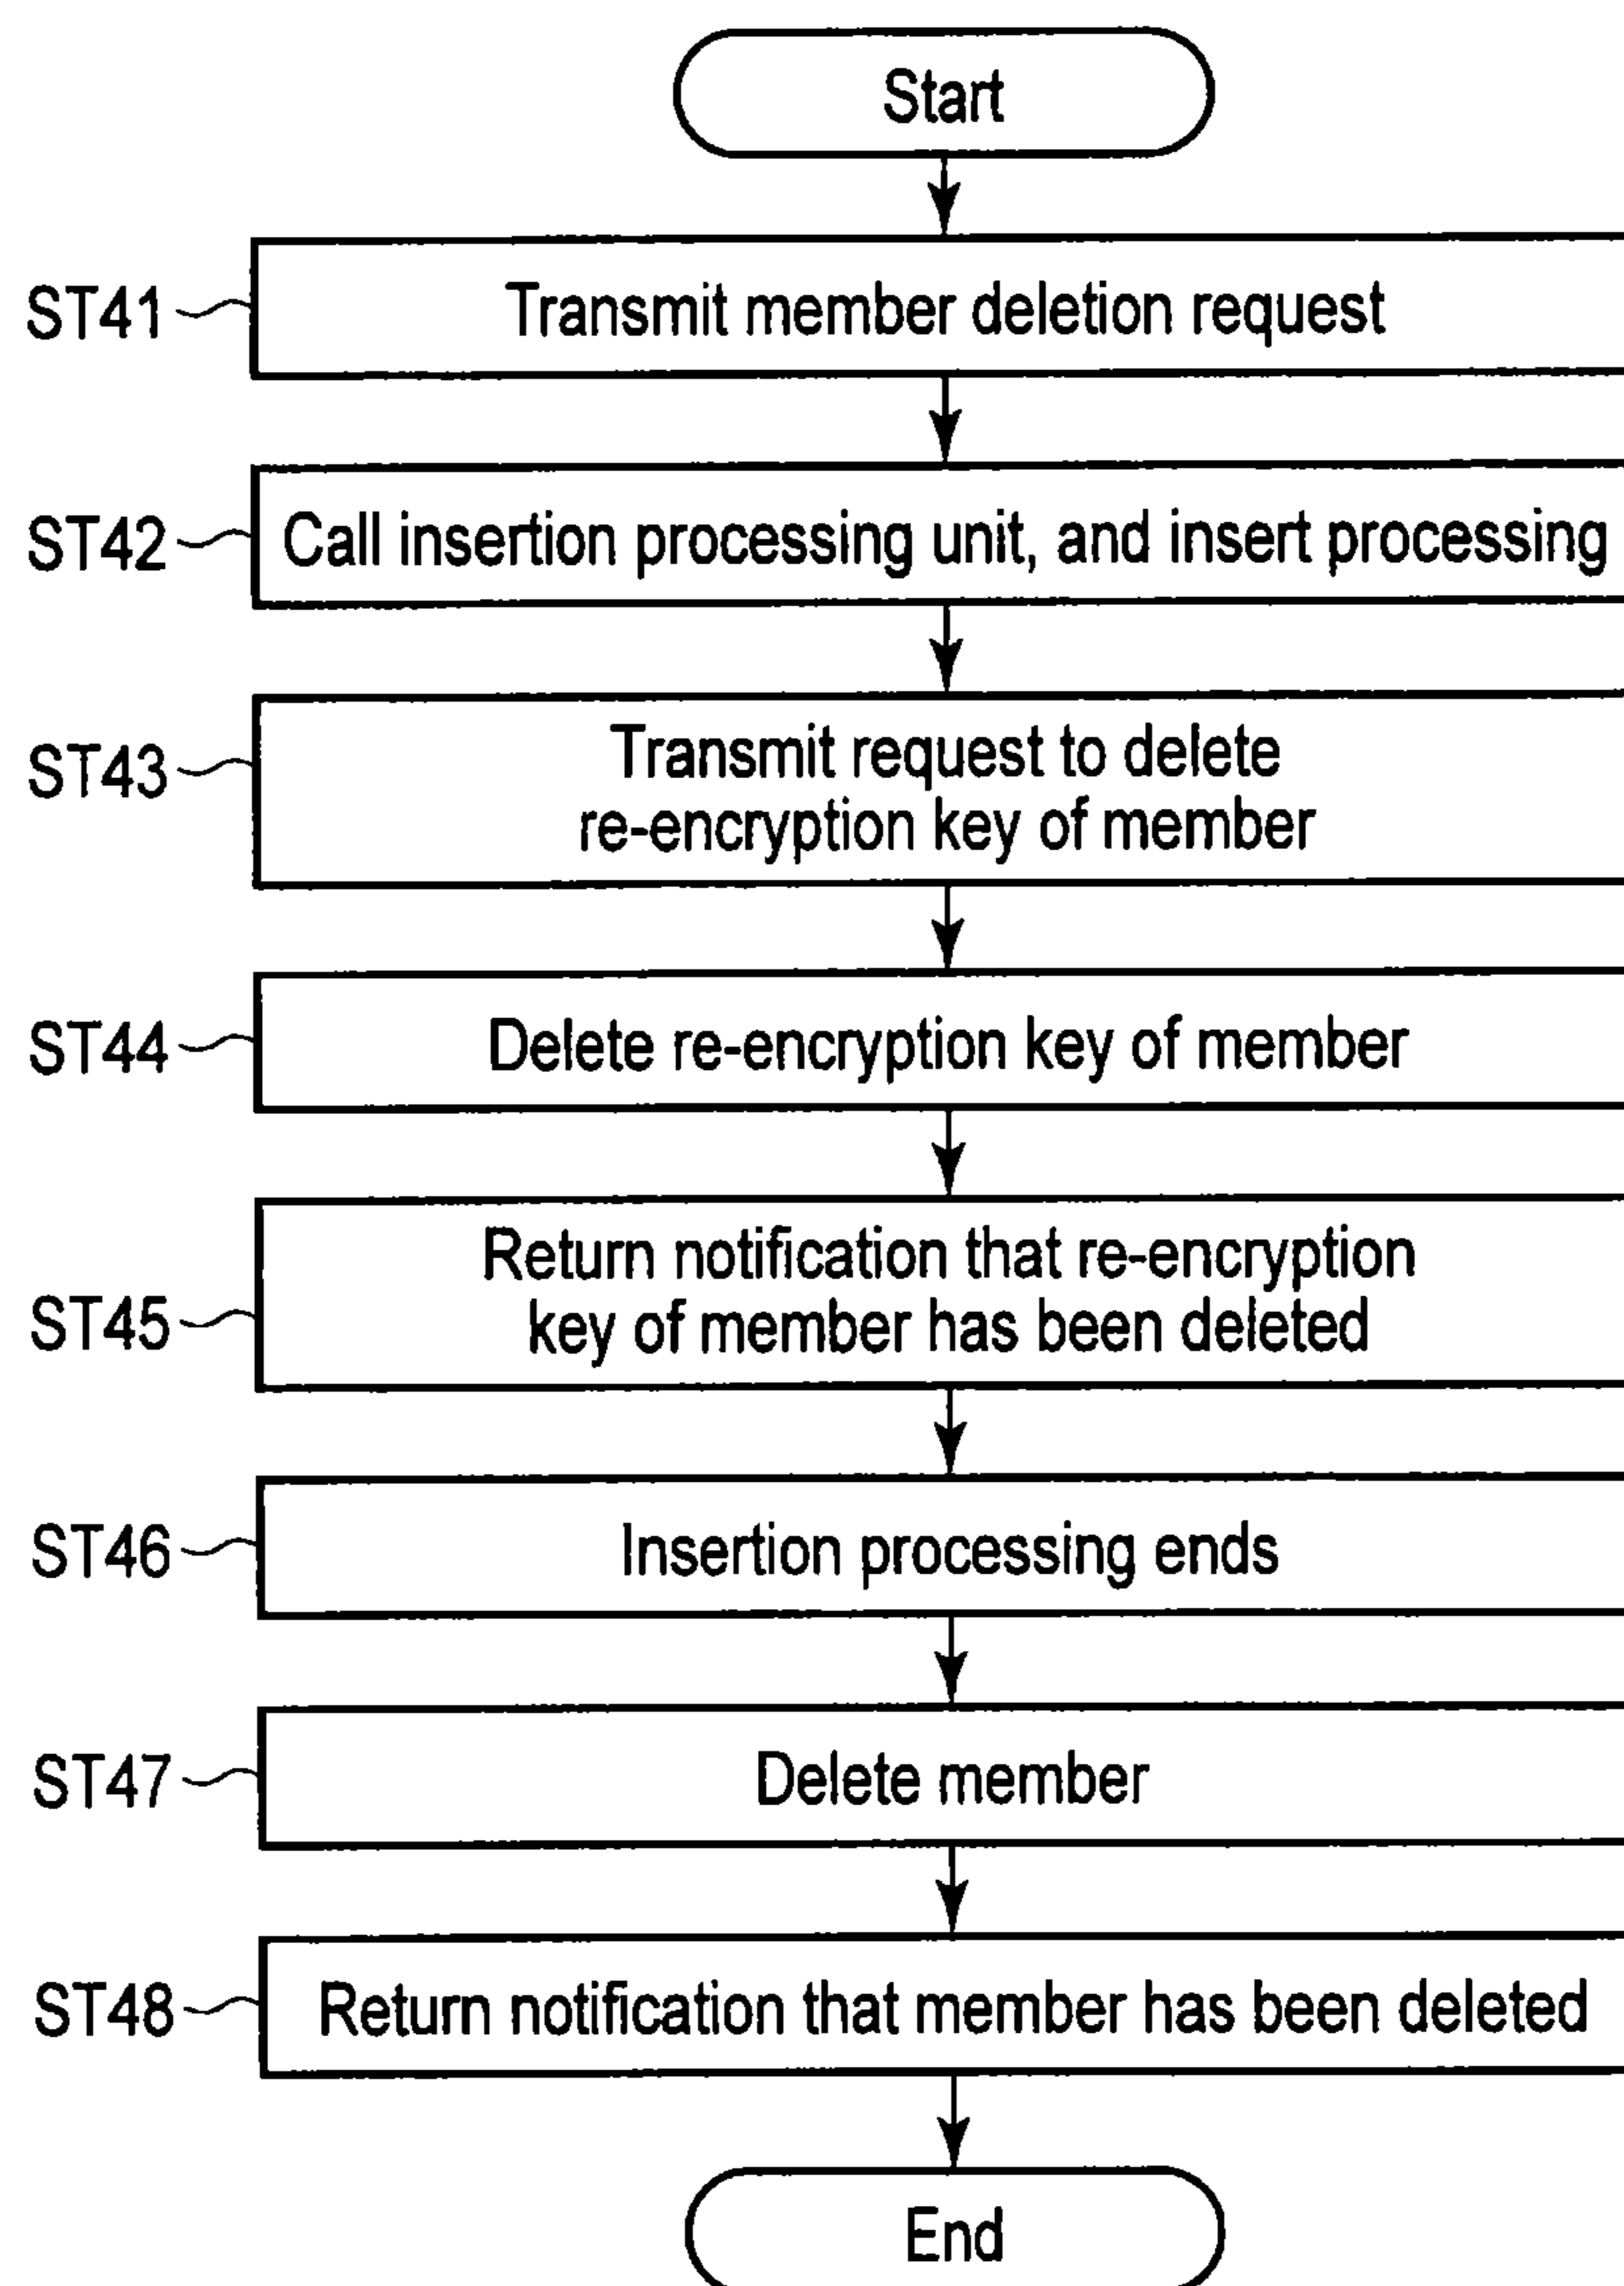 Start
ST41
Transmit member deletion request
ST42
Call insertion processing unit, and insert processing
ST43
Transmit request to delete
re-encryption key of member
ST44
Delete re-encryption key of member
ST45
Return notification that re-encryption
key of member has been deleted
ST46
Insertion processing ends
ST47
Delete member
ST48
Return notification that member has been deleted
End